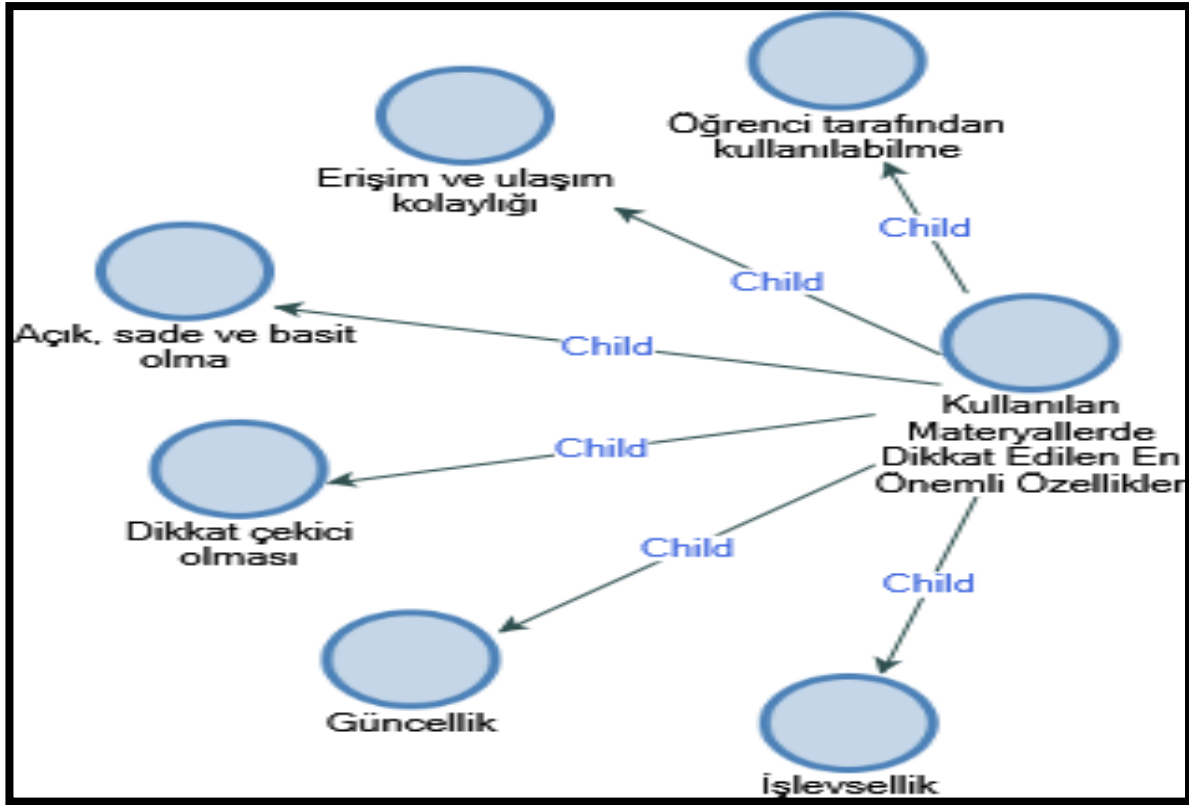 Öğrenci tarafından
kullanılabilme
Erişim ve ulaşım
kolaylığı
Child
Child
Açık, sade ve basit
olma
Child
Kullanılan
Materyallerde
Dikkat Edilen En
Önemli Özellikler
Child
Dikkat çekici
olması
Child
Child
Güncellik
İşlevsellik